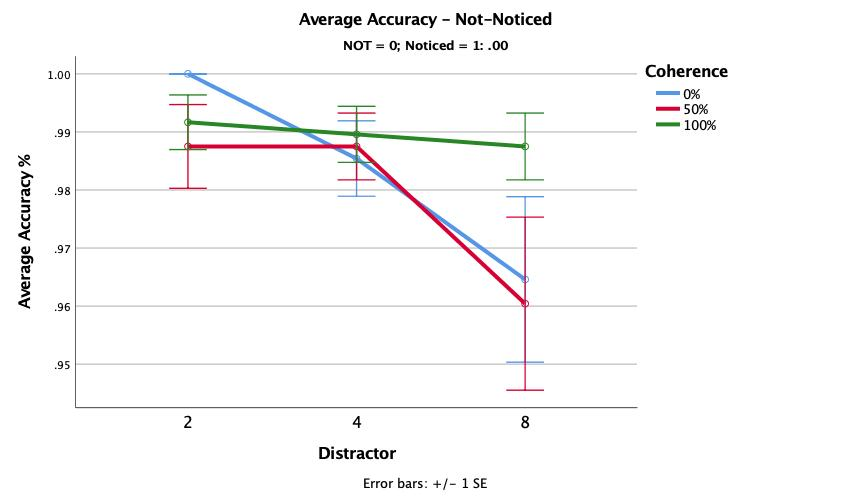 Average Accuracy – Not-Noticed
NOT = 0; Noticed = 1: .00
Coherence
0%
50%
100%
Average Accuracy %
1.00
.99
.98
.97
.96
.95
2 4 8
Distractor
Error bars: +/- 1 SE